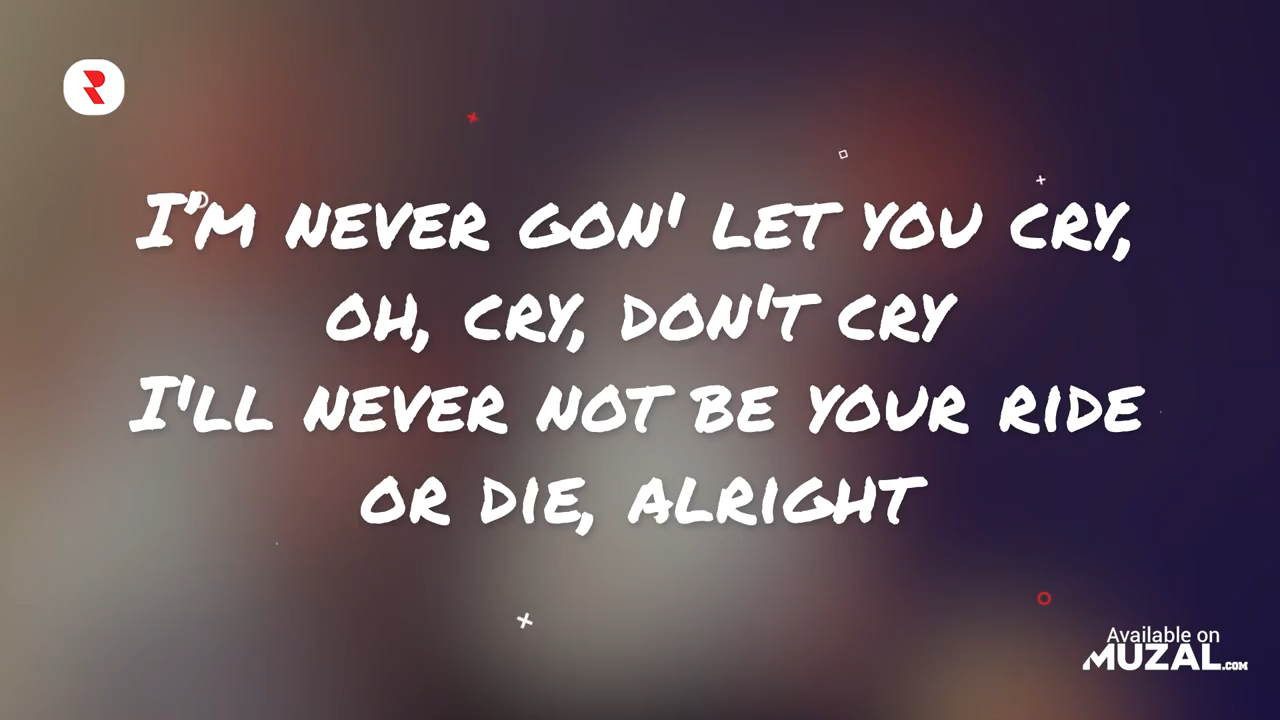 I'M NEVER GON' LET YOU CRY,
OH, CRY, DON'T CRY
I'LL NEVER NOT BE YOUR RIDE
OR DIE, ALRIGHT
Available on
MUZAL.COM